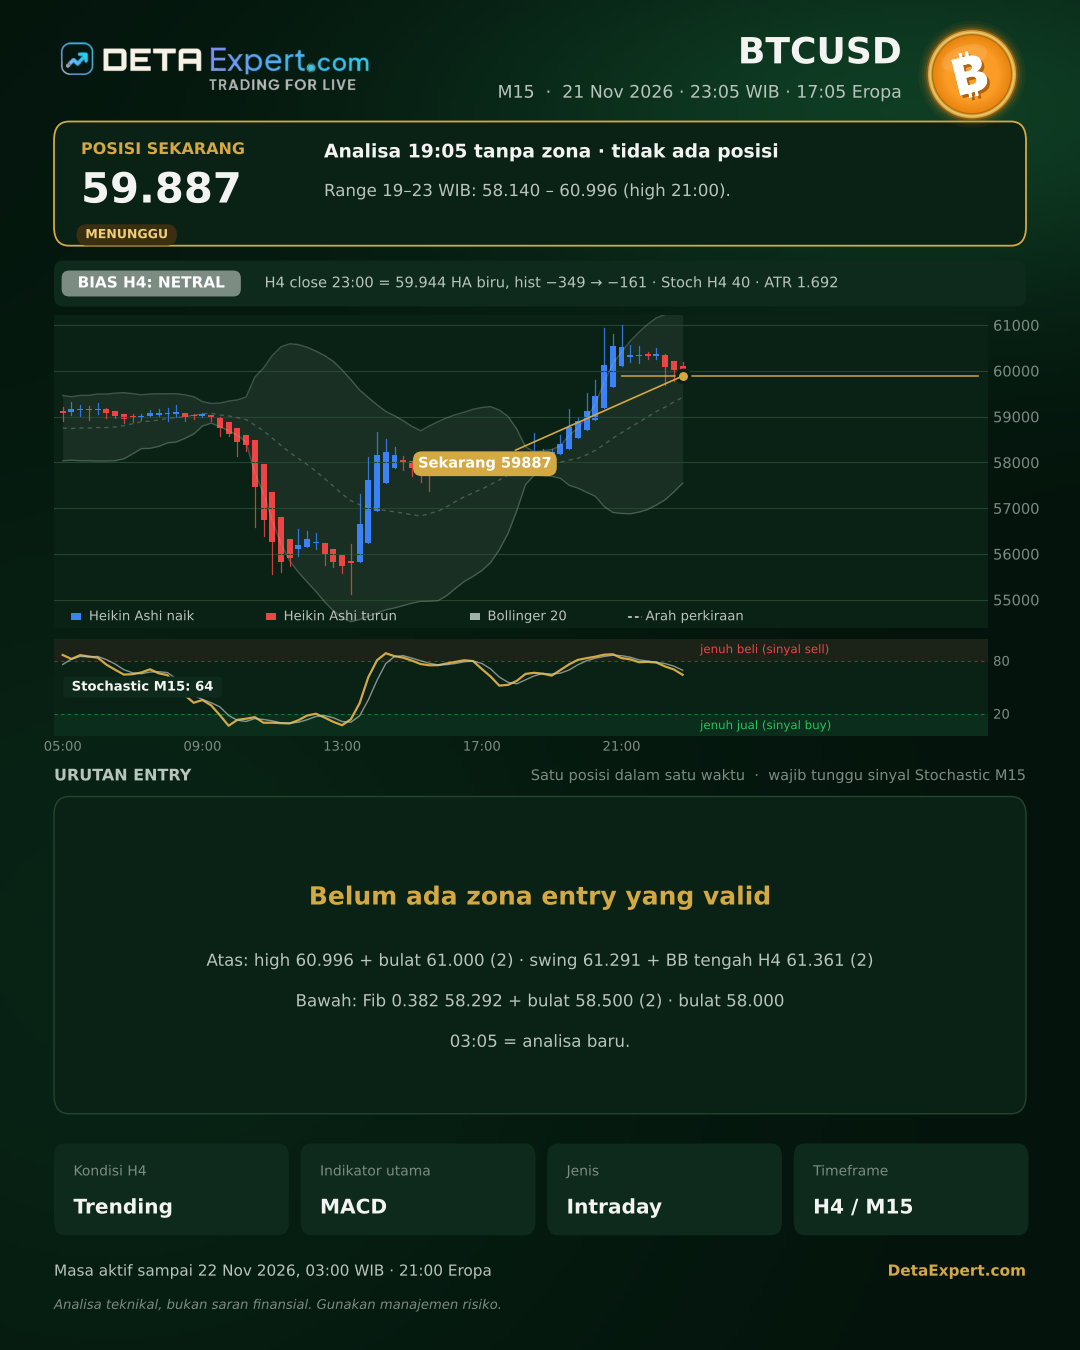 DETA Expert.com
TRADING FOR LIVE
BTCUSD
M15 · 21 Nov 2026 · 23:05 WIB · 17:05 Eropa
POSISI SEKARANG
59.887
MENUNGGU
Analisa 19:05 tanpa zona · tidak ada posisi
Range 19–23 WIB: 58.140 – 60.996 (high 21:00).
BIAS H4: NETRAL
H4 close 23:00 = 59.944 HA biru, hist −349 → −161 · Stoch H4 40 · ATR 1.692
61000
60000
59000
58000
57000
56000
55000
Sekarang 59887
Heikin Ashi naik
Heikin Ashi turun
Bollinger 20
Arah perkiraan
jenuh beli (sinyal sell)
80
Stochastic M15: 64
20
jenuh jual (sinyal buy)
05:00
09:00
13:00
17:00
21:00
URUTAN ENTRY
Satu posisi dalam satu waktu · wajib tunggu sinyal Stochastic M15
Belum ada zona entry yang valid
Atas: high 60.996 + bulat 61.000 (2) · swing 61.291 + BB tengah H4 61.361 (2)
Bawah: Fib 0.382 58.292 + bulat 58.500 (2) · bulat 58.000
03:05 = analisa baru.
Kondisi H4
Trending
Indikator utama
MACD
Jenis
Intraday
Timeframe
H4 / M15
Masa aktif sampai 22 Nov 2026, 03:00 WIB · 21:00 Eropa
DetaExpert.com
Analisa teknikal, bukan saran finansial. Gunakan manajemen risiko.